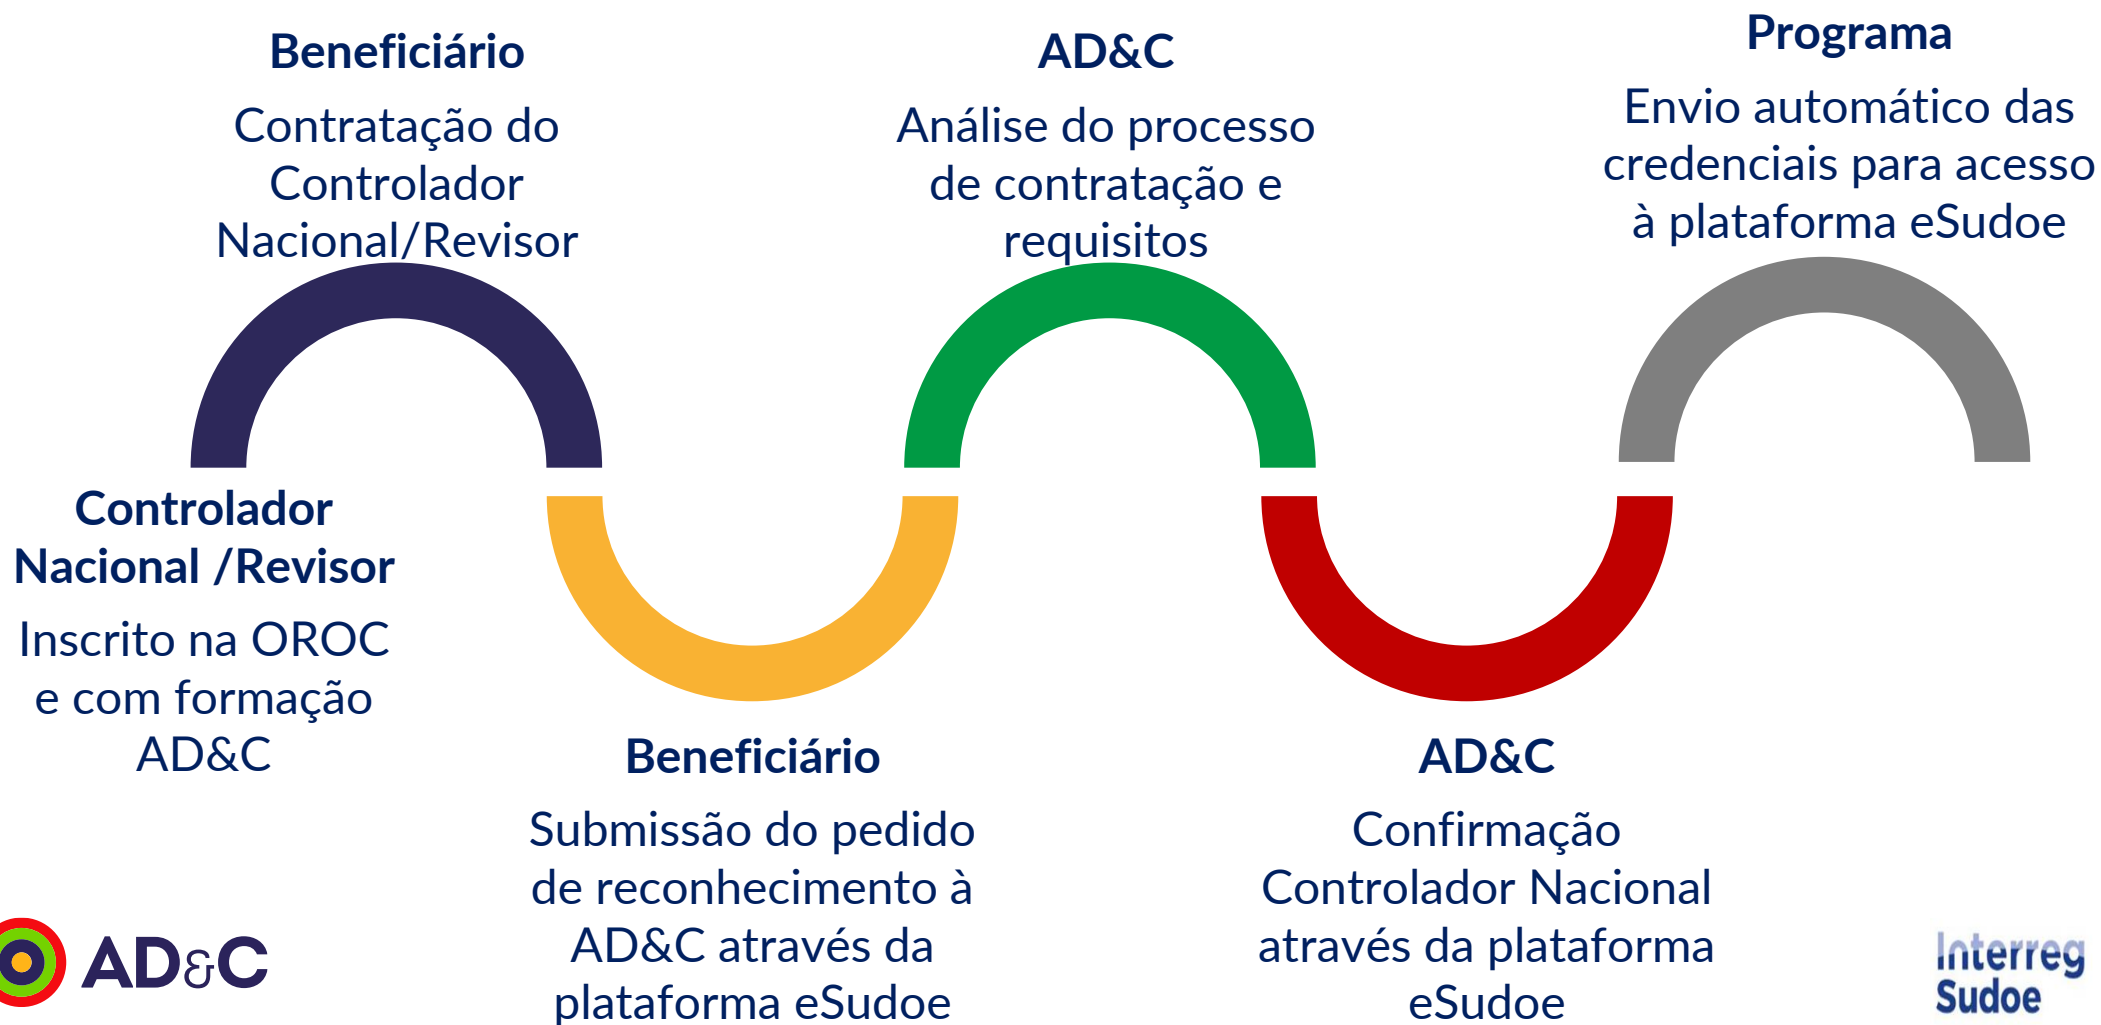 Controlador
Nacional /Revisor
Inscrito na OROC
e com formação
AD&C
Beneficiário
Contratação do
Controlador
Nacional/Revisor
Beneficiário
Submissão do pedido
de reconhecimento à
AD&C através da
plataforma eSudoe
AD&C
Análise do processo
de contratação e
requisitos
AD&C
Confirmação
Controlador Nacional
através da plataforma
eSudoe
Programa
Envio automático das
credenciais para acesso
à plataforma eSudoe
AD&C
Interreg
Sudoe